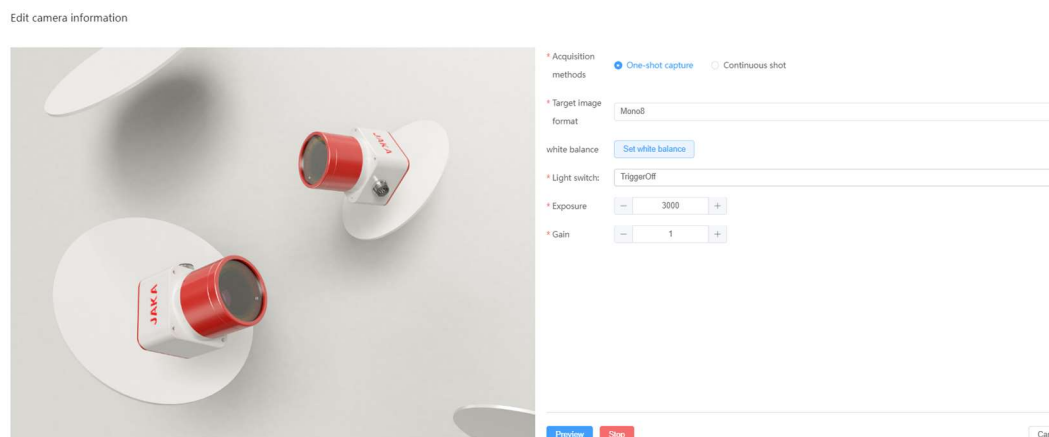 Edit camera information
* Acquisition
methods
One-shot capture
Continuous shot
* Target image
format
Mono8
white balance
Set white balance
* Light switch:
TriggerOff
* Exposure
− 3000 +
* Gain
− 1 +
JAKA
JAKA
Preview
Stop